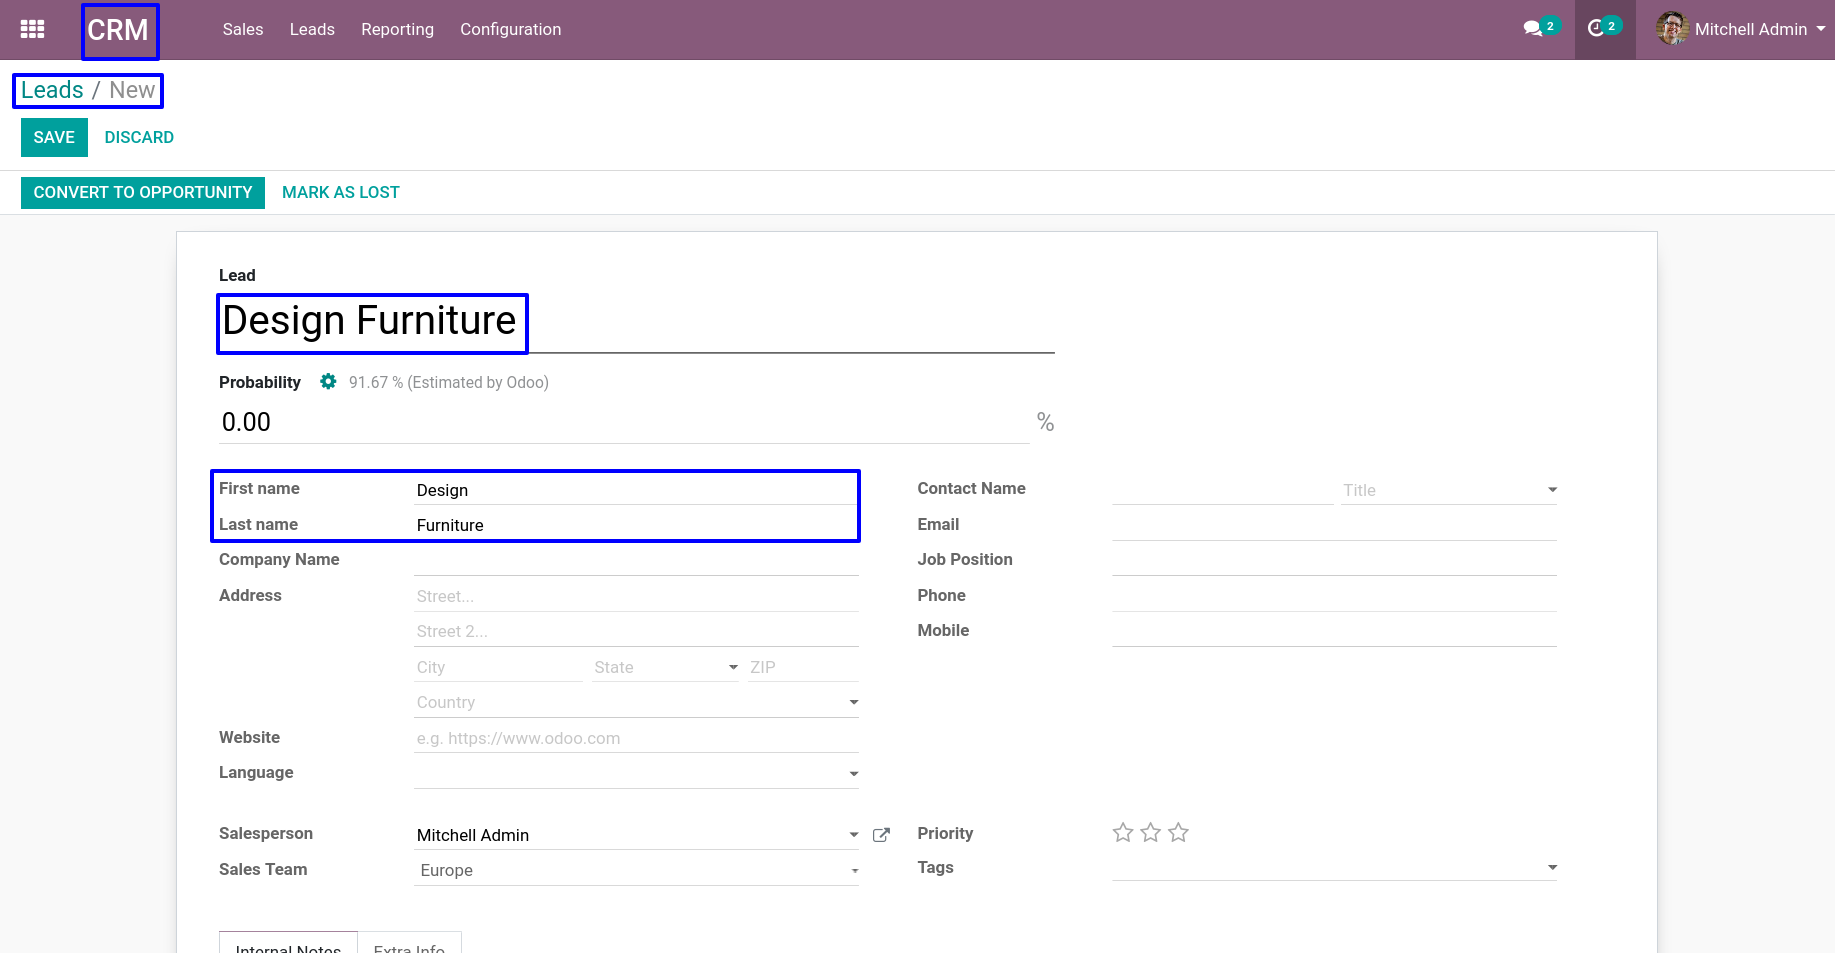 CRM Sales Leads Reporting Configuration 2 2 Mitchell Admin
Leads / New
SAVE DISCARD
CONVERT TO OPPORTUNITY MARK AS LOST
Lead
Design Furniture
Probability 91.67 % (Estimated by Odoo)
0.00 %
First name Design
Last name Furniture
Company Name
Address Street...
Street 2...
City State ZIP
Country
Website e.g. https://www.odoo.com
Language
Contact Name Title
Email
Job Position
Phone
Mobile
Salesperson Mitchell Admin
Sales Team Europe
Priority
Tags
Internal Notes Extra Info